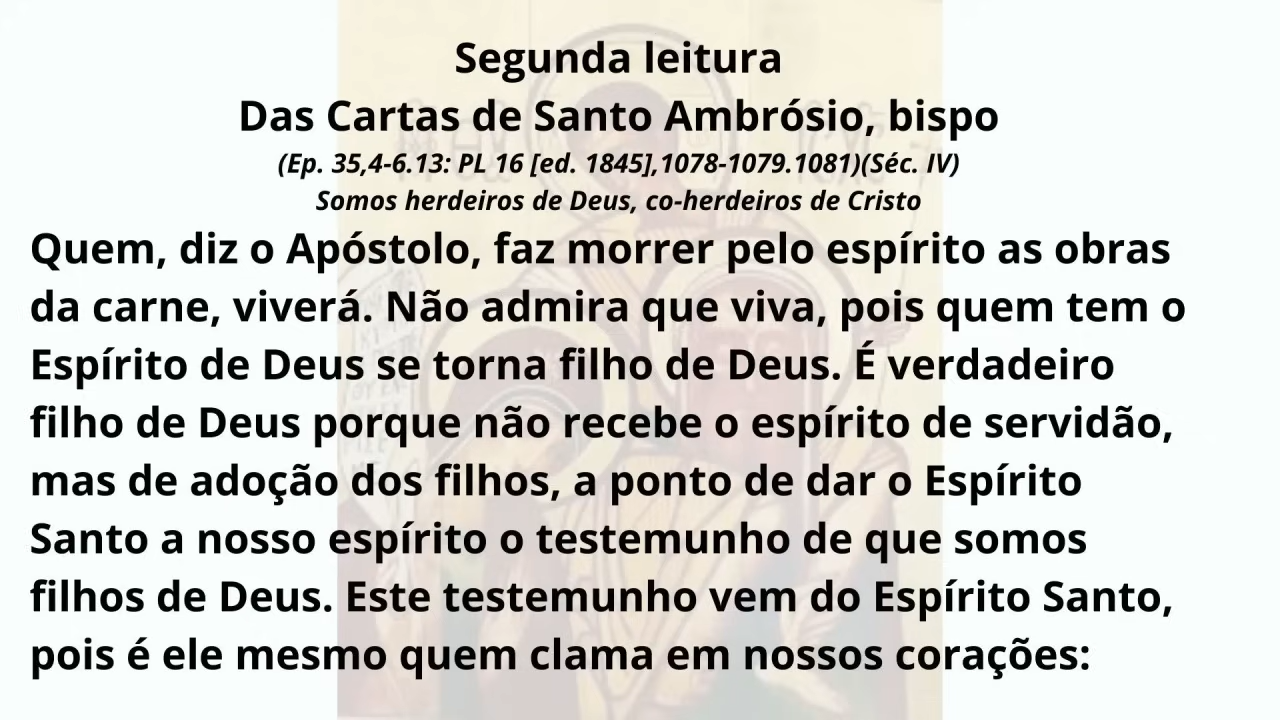 Segunda leitura
Das Cartas de Santo Ambrósio, bispo
(Ep. 35,4-6.13: PL 16 [ed. 1845],1078-1079.1081)(Séc. IV)
Somos herdeiros de Deus, co-herdeiros de Cristo
Quem, diz o Apóstolo, faz morrer pelo espírito as obras
da carne, viverá. Não admira que viva, pois quem tem o
Espírito de Deus se torna filho de Deus. É verdadeiro
filho de Deus porque não recebe o espírito de servidão,
mas de adoção dos filhos, a ponto de dar o Espírito
Santo a nosso espírito o testemunho de que somos
filhos de Deus. Este testemunho vem do Espírito Santo,
pois é ele mesmo quem clama em nossos corações: